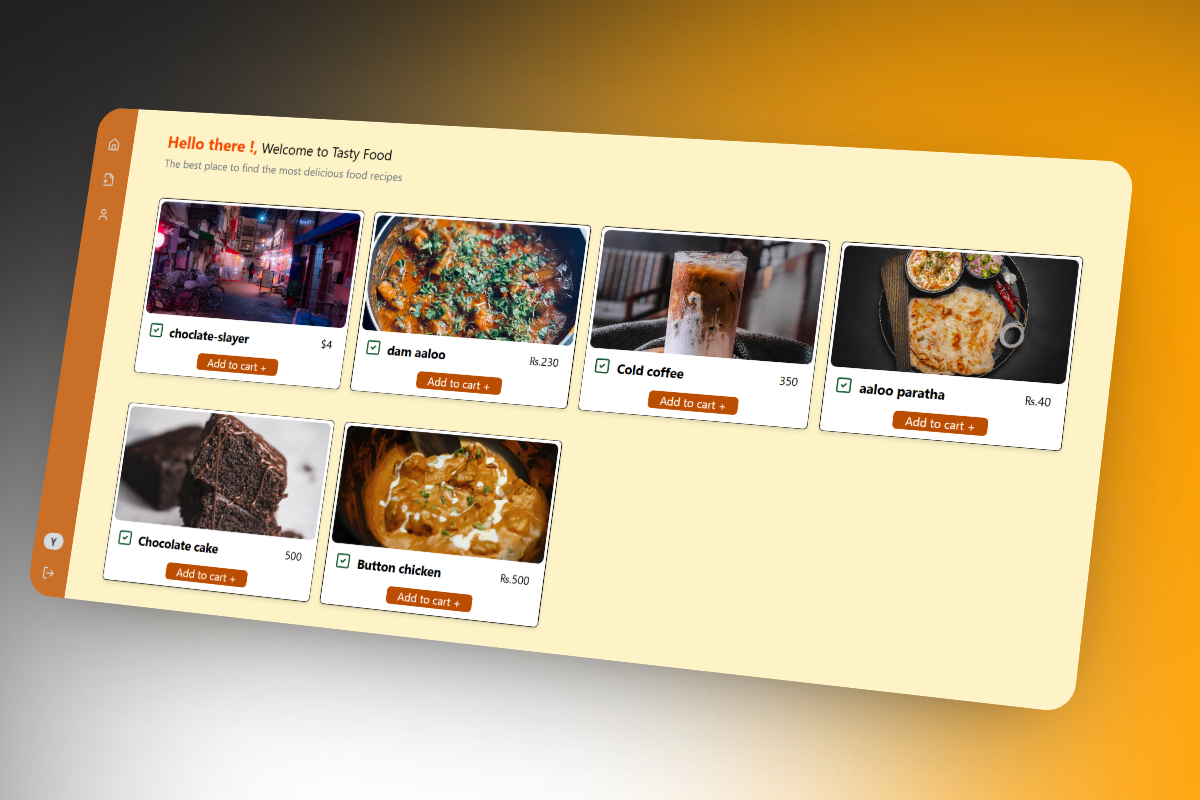 Hello there !, Welcome to Tasty Food
The best place to find the most delicious food recipes
choclate-slayer $4
Add to cart +
dam aaloo Rs.230
Add to cart +
Cold coffee 350
Add to cart +
aaloo paratha Rs.40
Add to cart +
Chocolate cake 500
Add to cart +
Button chicken Rs.500
Add to cart +
Y